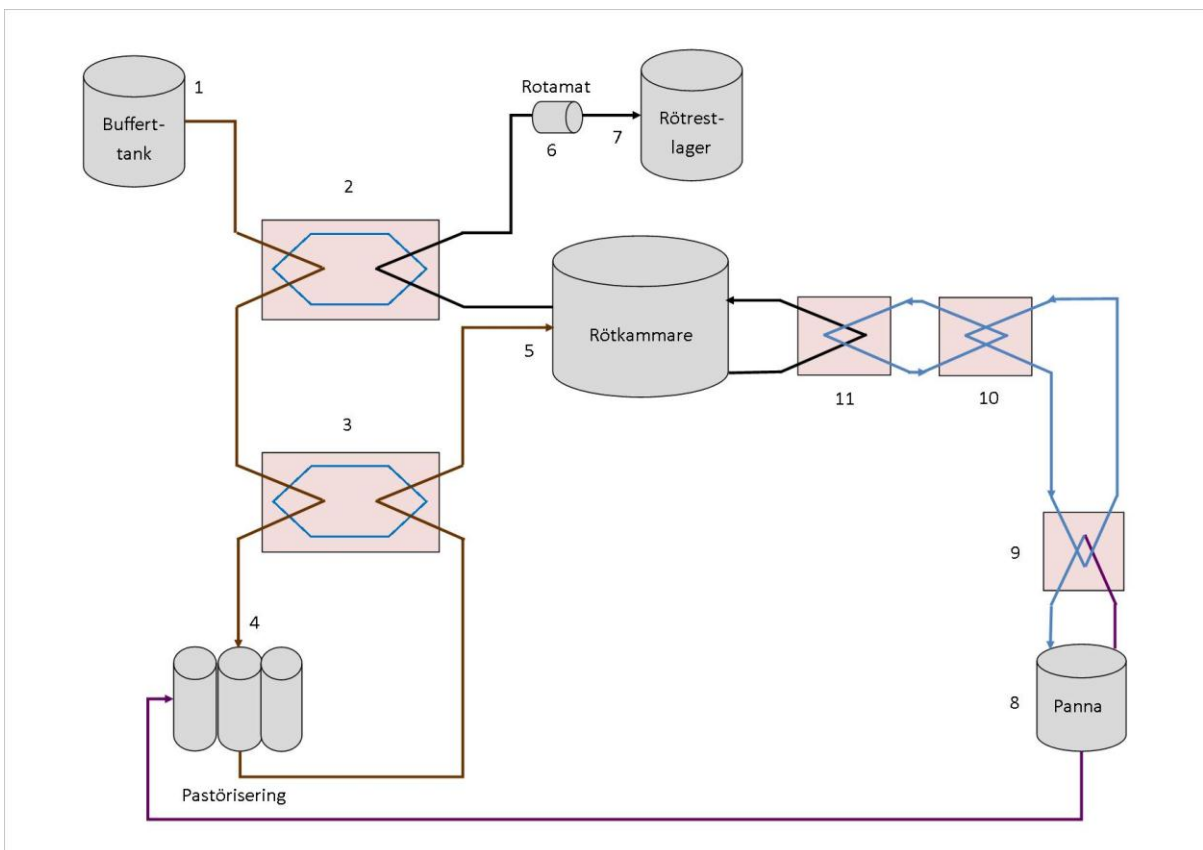 1
Buffert-
tank
Rotamat
6
7
Rötrest-
lager
2
5
Rötkammare
11
10
3
9
4
Pastörisering
8
Panna